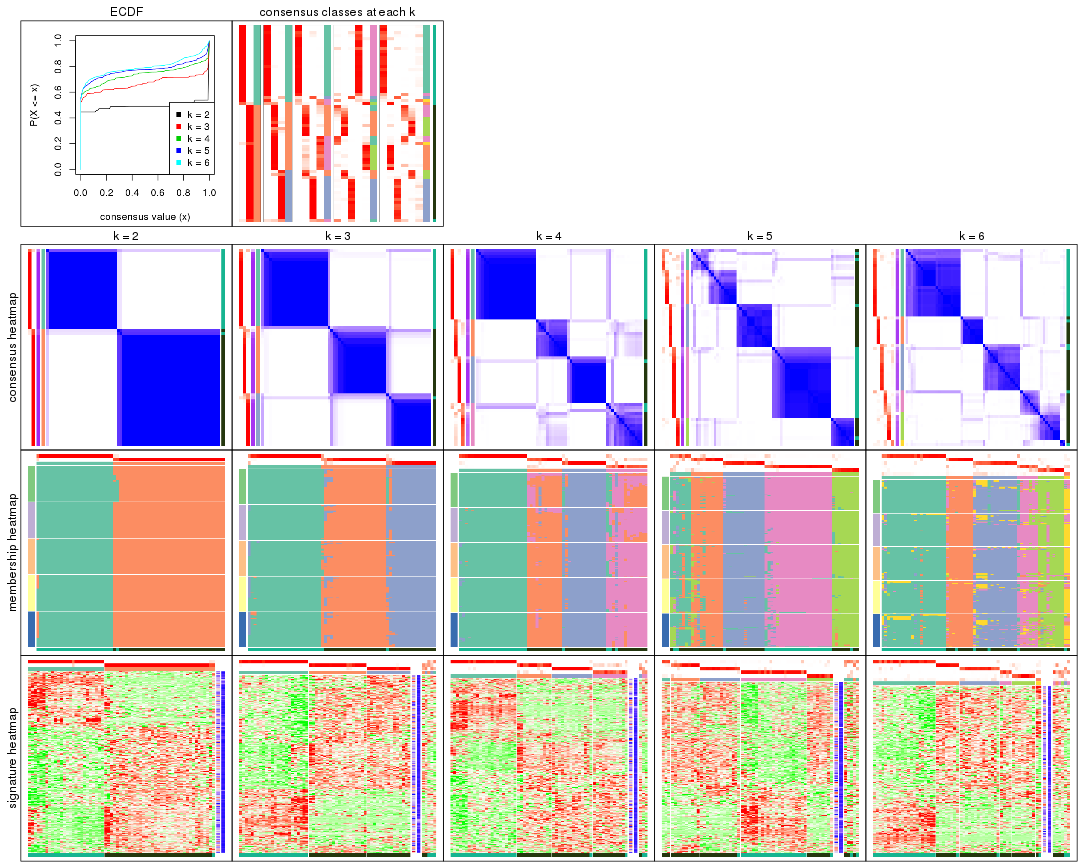 ECDF
consensus classes at each k
P(X <= x)
0.0 0.2 0.4 0.6 0.8 1.0
k = 2
k = 3
k = 4
k = 5
k = 6
0.0 0.2 0.4 0.6 0.8 1.0
consensus value (x)
k = 2
k = 3
k = 4
k = 5
k = 6
consensus heatmap
membership heatmap
signature heatmap